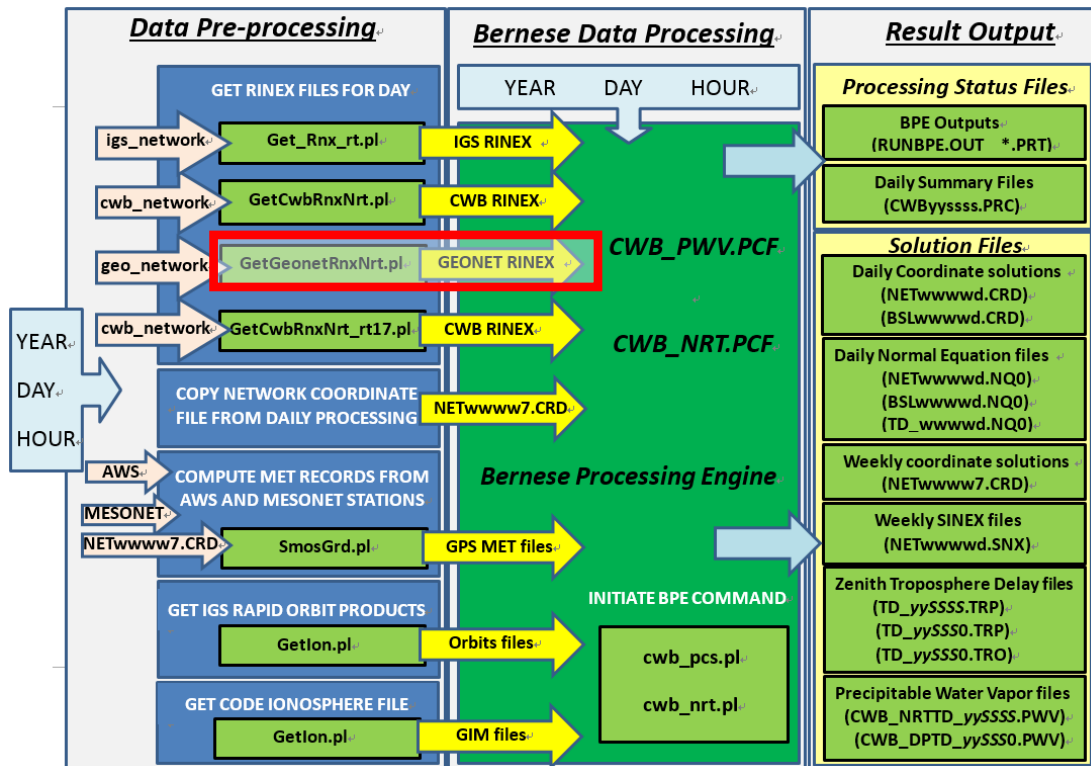 Data Pre-processing
Bernese Data Processing
Result Output
YEAR
DAY
HOUR
GET RINEX FILES FOR DAY
igs_network
Get_Rnx_rt.pl
IGS RINEX
cwb_network
GetCwbRnxNrt.pl
CWB RINEX
geo_network
GetGeonetRnxNrt.pl
GEONET RINEX
cwb_network
GetCwbRnxNrt_rt17.pl
CWB RINEX
COPY NETWORK COORDINATE
FILE FROM DAILY PROCESSING
NETwwww7.CRD
AWS
MESONET
NETwwww7.CRD
COMPUTE MET RECORDS FROM
AWS AND MESONET STATIONS
SmosGrd.pl
GPS MET files
GET IGS RAPID ORBIT PRODUCTS
GetIon.pl
Orbits files
GET CODE IONOSPHERE FILE
GetIon.pl
GIM files
YEAR DAY HOUR
CWB_PWV.PCF
CWB_NRT.PCF
Bernese Processing Engine
INITIATE BPE COMMAND
cwb_pcs.pl
cwb_nrt.pl
Processing Status Files
BPE Outputs
(RUNBPE.OUT *.PRT)
Daily Summary Files
(CWByyssss.PRC)
Solution Files
Daily Coordinate solutions
(NETwwwwd.CRD)
(BSLwwwwd.CRD)
Daily Normal Equation files
(NETwwwwd.NQ0)
(BSLwwwwd.NQ0)
(TD_wwwwd.NQ0)
Weekly coordinate solutions
(NETwwww7.CRD)
Weekly SINEX files
(NETwwwwd.SNX)
Zenith Troposphere Delay files
(TD_yySSSS.TRP)
(TD_yySSS0.TRP)
(TD_yySSS0.TRO)
Precipitable Water Vapor files
(CWB_NRTTD_yySSSS.PWV)
(CWB_DPTD_yySSS0.PWV)